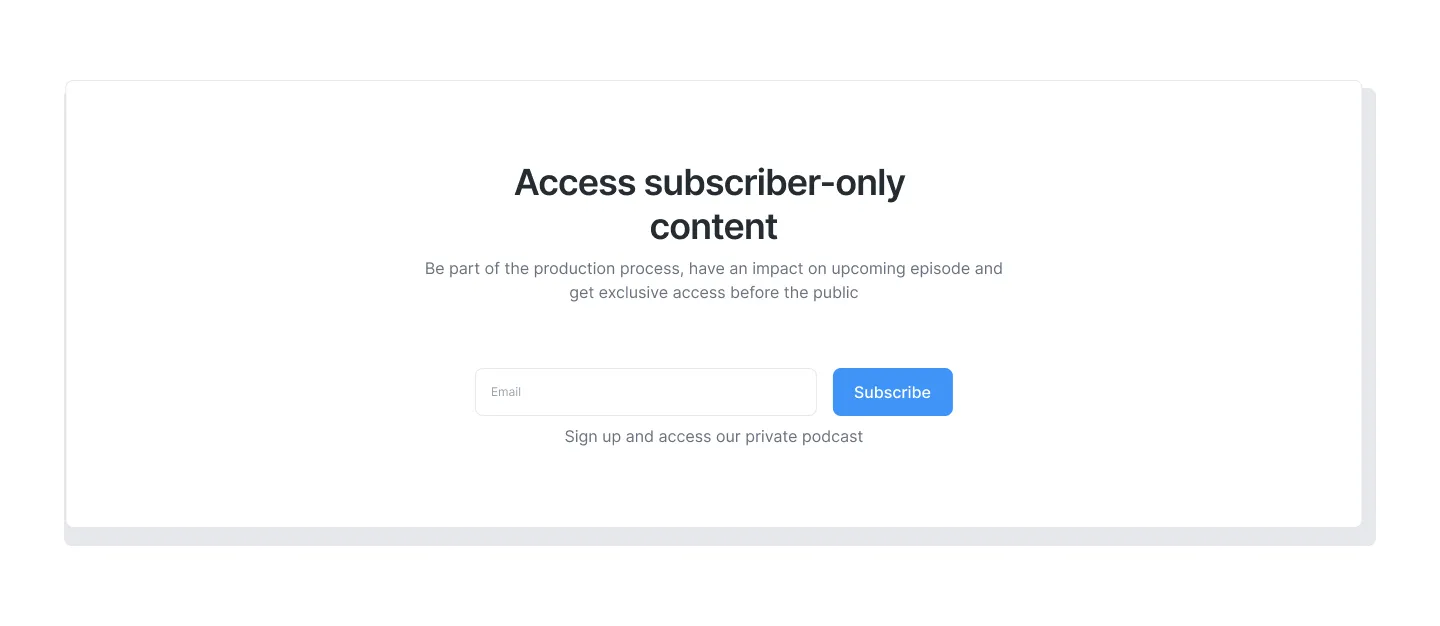 Access subscriber-only
content
Be part of the production process, have an impact on upcoming episode and
get exclusive access before the public
Email
Subscribe
Sign up and access our private podcast